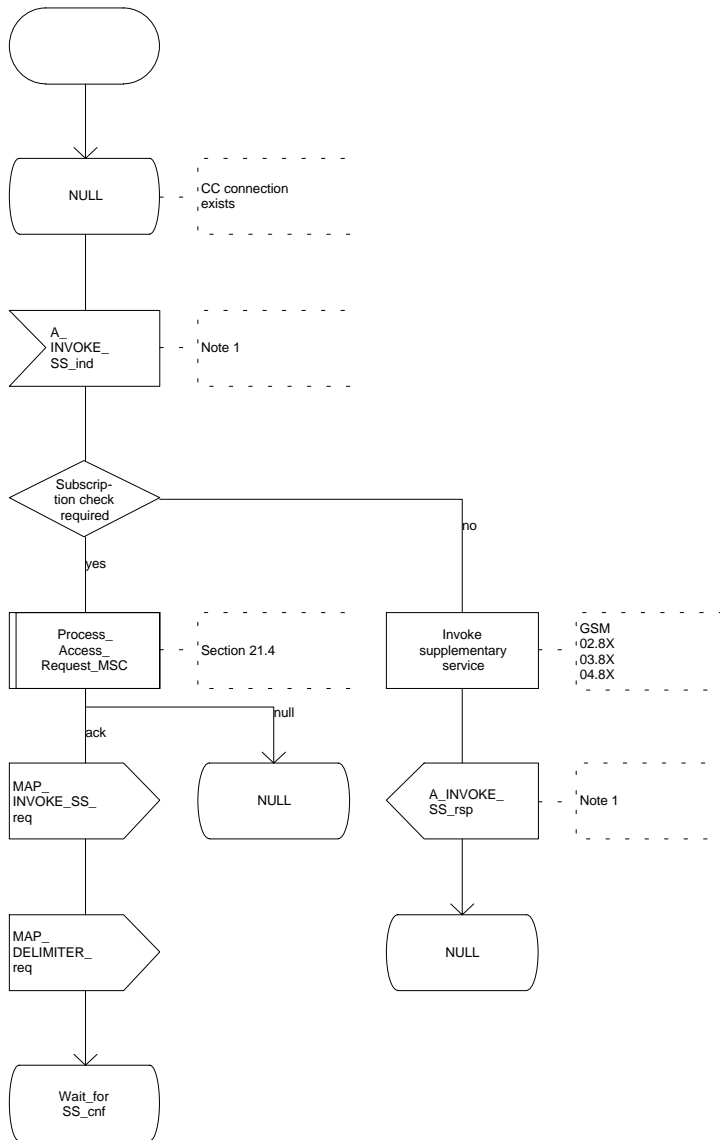 NULL
CC connection
exists
A_
INVOKE_
SS_ind
Note 1
Subscrip-
tion check
required
no
yes
Process_
Access_
Request_MSC
Section 21.4
Invoke
supplementary
service
GSM
02.8X
03.8X
04.8X
null
ack
MAP_
INVOKE_SS_
req
NULL
A_INVOKE_
SS_rsp
Note 1
MAP_
DELIMITER_
req
NULL
Wait_for
SS_cnf